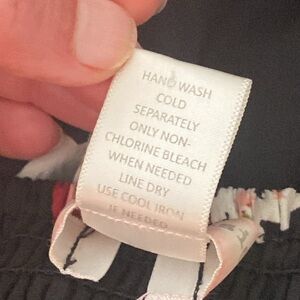 HAND WASH
COLD
SEPARATELY
ONLY NON-
CHLORINE BLEACH
WHEN NEEDED
LINE DRY
USE COOL IRON
IF NEEDED